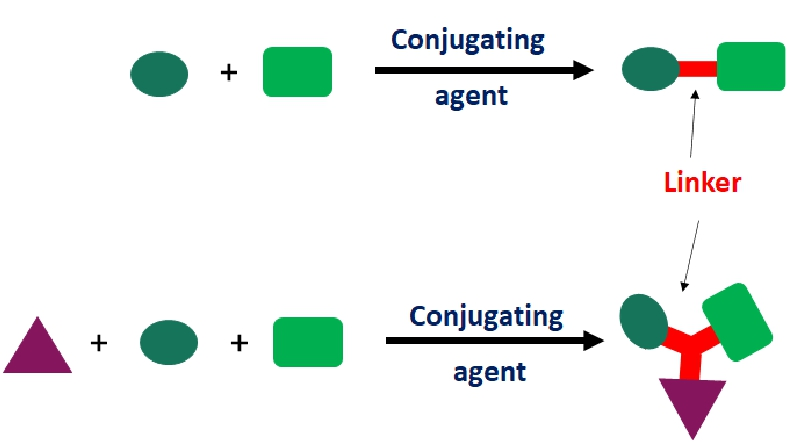 +
Conjugating
agent
Linker
+ +
Conjugating
agent